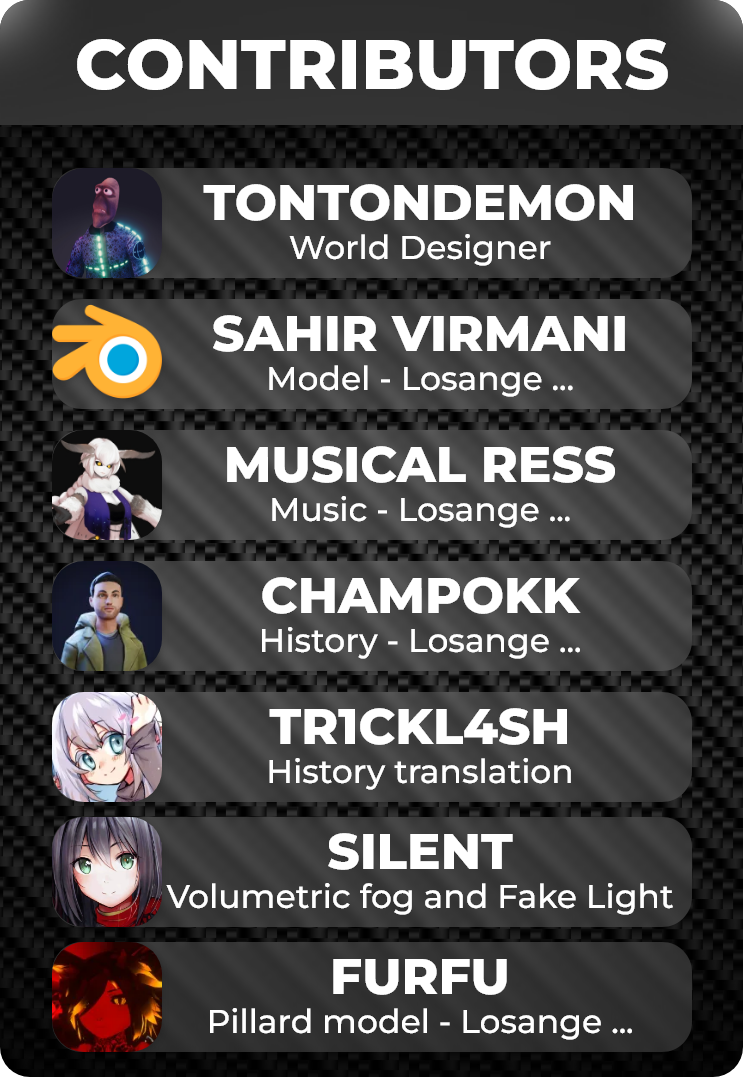 CONTRIBUTORS
TONTONDEMON
World Designer
SAHIR VIRMANI
Model - Losange ...
MUSICAL RESS
Music - Losange ...
CHAMPOKK
History - Losange ...
TR1CKL4SH
History translation
SILENT
Volumetric fog and Fake Light
FURFU
Pillard model - Losange ...